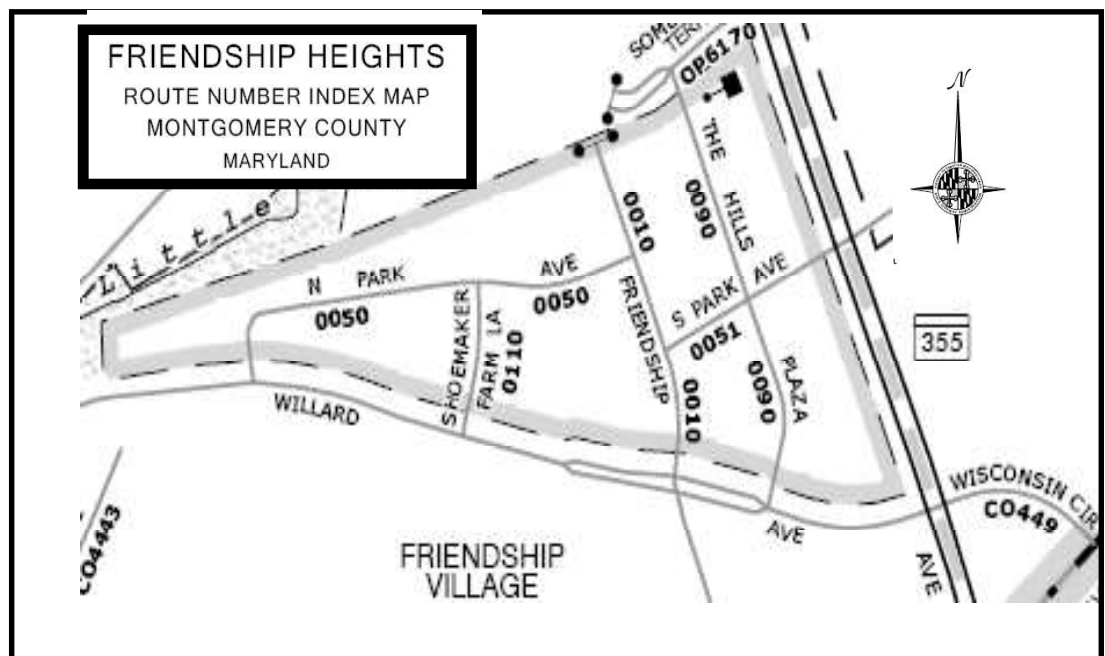 FRIENDSHIP HEIGHTS
ROUTE NUMBER INDEX MAP
MONTGOMERY COUNTY
MARYLAND
OP6170
N
THE HILLS PLAZA
0010
0090
L i t t l e
N PARK AVE
0050
0050
SHOEMAKER
FARM LA
0110
FRIENDSHIP
S PARK AVE
0051
355
0090
0010
WILLARD AVE
WISCONSIN CIR
CO449
AVE
CO4443
FRIENDSHIP
VILLAGE